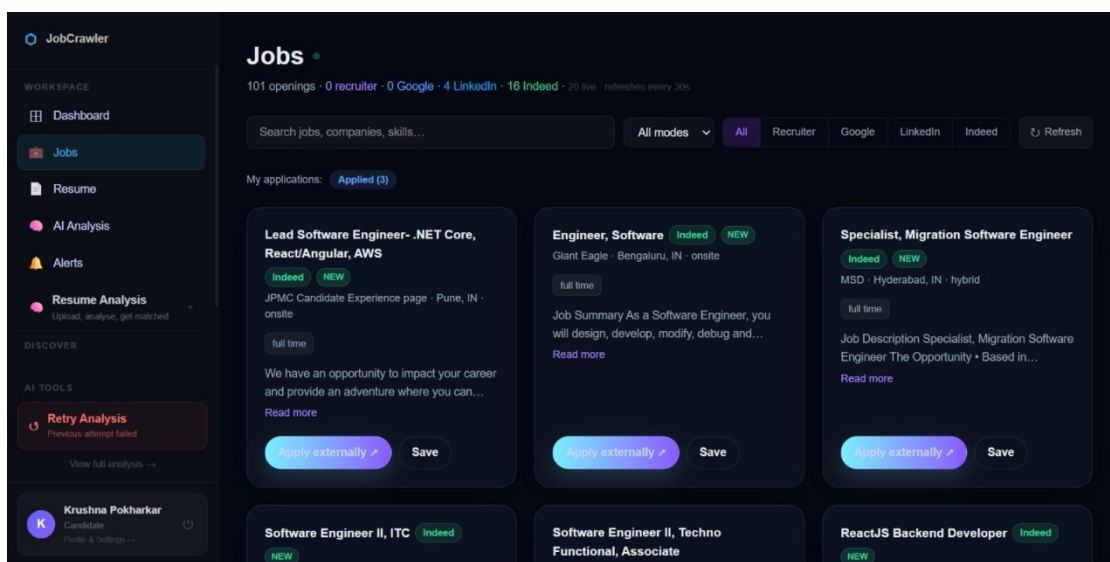 JobCrawler
WORKSPACE
Dashboard
Jobs
Resume
AI Analysis
Alerts
Resume Analysis
Upload, analyse, get matched
DISCOVER
AI TOOLS
Retry Analysis
Previous attempt failed
View full analysis →
K
Krushna Pokharkar
Candidate
Profile & Settings →
Jobs
101 openings · 0 recruiter · 0 Google · 4 LinkedIn · 16 Indeed · 20 live · refreshes every 30s
Search jobs, companies, skills…
All modes
All
Recruiter
Google
LinkedIn
Indeed
↻ Refresh
My applications:
Applied (3)
Lead Software Engineer- .NET Core,
React/Angular, AWS
Indeed NEW
JPMC Candidate Experience page · Pune, IN ·
onsite
full time
We have an opportunity to impact your career
and provide an adventure where you can…
Read more
Apply externally ↗
Save
Engineer, Software Indeed NEW
Giant Eagle · Bengaluru, IN · onsite
full time
Job Summary As a Software Engineer, you
will design, develop, modify, debug and…
Read more
Apply externally ↗
Save
Specialist, Migration Software Engineer
Indeed NEW
MSD · Hyderabad, IN · hybrid
full time
Job Description Specialist, Migration Software
Engineer The Opportunity • Based in…
Read more
Apply externally ↗
Save
Software Engineer II, ITC Indeed
NEW
Software Engineer II, Techno
Functional, Associate
ReactJS Backend Developer Indeed
NEW